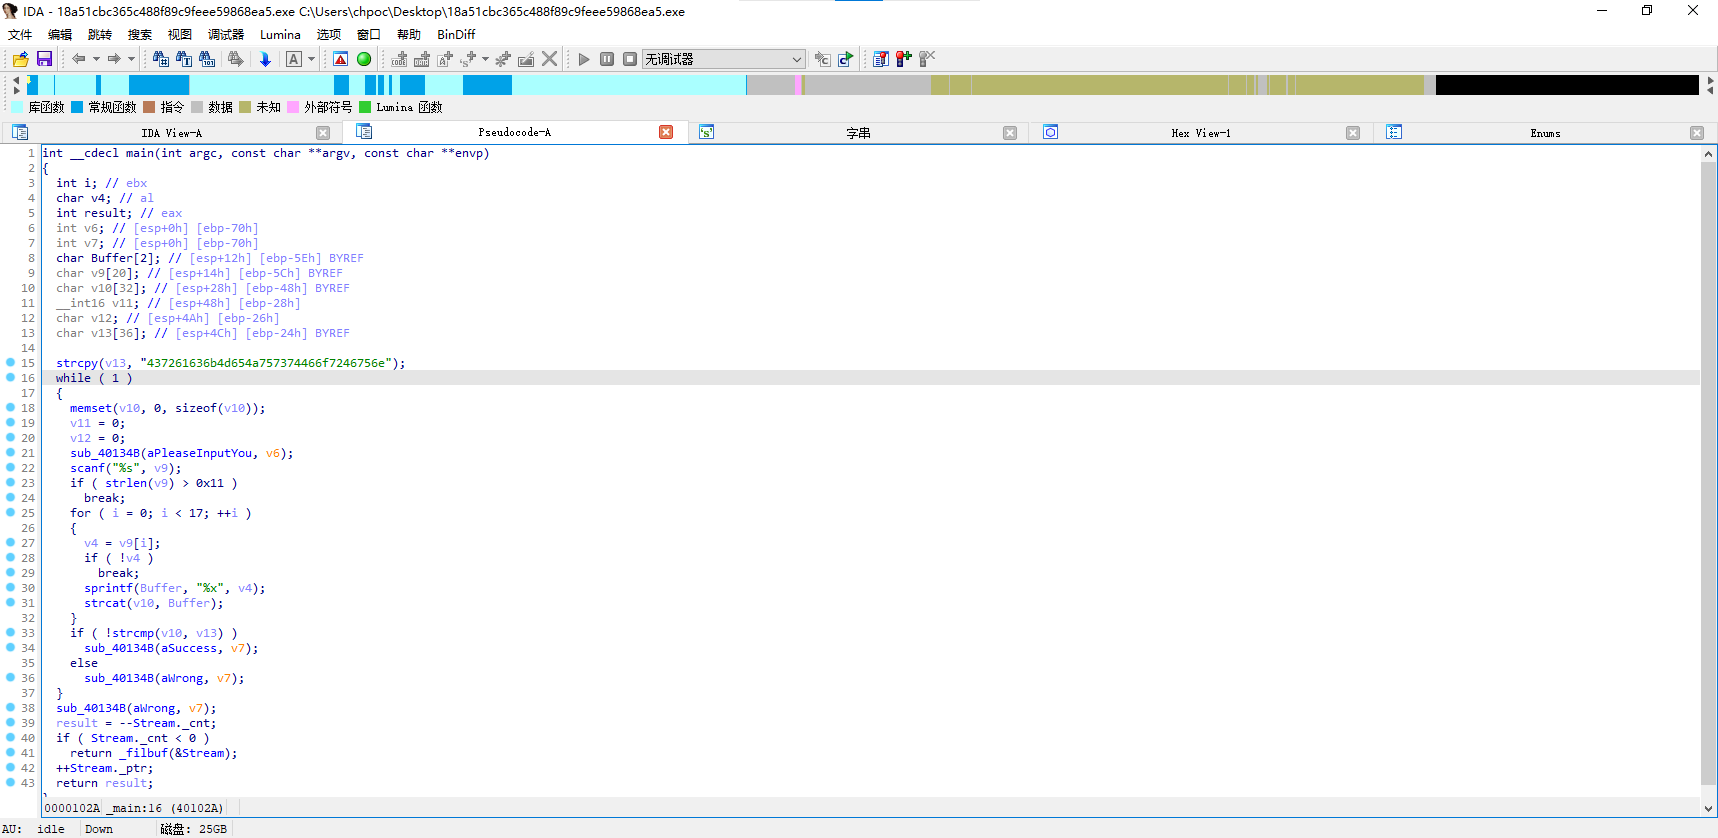 IDA - 18a51cbc365c488f89c9feee59868ea5.exe C:\Users\chpoc\Desktop\18a51cbc365c488f89c9feee59868ea5.exe
文件 编辑 跳转 搜索 视图 调试器 Lumina 选项 窗口 帮助 BinDiff
无调试器
库函数 常规函数 指令 数据 未知 外部符号 Lumina 函数
IDA View-A Pseudocode-A 字串 Hex View-1 Enums
1 int __cdecl main(int argc, const char **argv, const char **envp)
2 {
3 int i; // ebx
4 char v4; // al
5 int result; // eax
6 int v6; // [esp+0h] [ebp-70h]
7 int v7; // [esp+0h] [ebp-70h]
8 char Buffer[2]; // [esp+12h] [ebp-5Eh] BYREF
9 char v9[20]; // [esp+14h] [ebp-5Ch] BYREF
10 char v10[32]; // [esp+28h] [ebp-48h] BYREF
11 __int16 v11; // [esp+48h] [ebp-28h]
12 char v12; // [esp+4Ah] [ebp-26h]
13 char v13[36]; // [esp+4Ch] [ebp-24h] BYREF
14
15 strcpy(v13, "437261636b4d654a757374466f7246756e");
16 while ( 1 )
17 {
18 memset(v10, 0, sizeof(v10));
19 v11 = 0;
20 v12 = 0;
21 sub_40134B(aPleaseInputYou, v6);
22 scanf("%s", v9);
23 if ( strlen(v9) > 0x11 )
24 break;
25 for ( i = 0; i < 17; ++i )
26 {
27 v4 = v9[i];
28 if ( !v4 )
29 break;
30 sprintf(Buffer, "%x", v4);
31 strcat(v10, Buffer);
32 }
33 if ( !strcmp(v10, v13) )
34 sub_40134B(aSuccess, v7);
35 else
36 sub_40134B(aWrong, v7);
37 }
38 sub_40134B(aWrong, v7);
39 result = --Stream._cnt;
40 if ( Stream._cnt < 0 )
41 return _filbuf(&Stream);
42 ++Stream._ptr;
43 return result;
0000102A _main:16 (40102A)
AU: idle Down 磁盘: 25GB